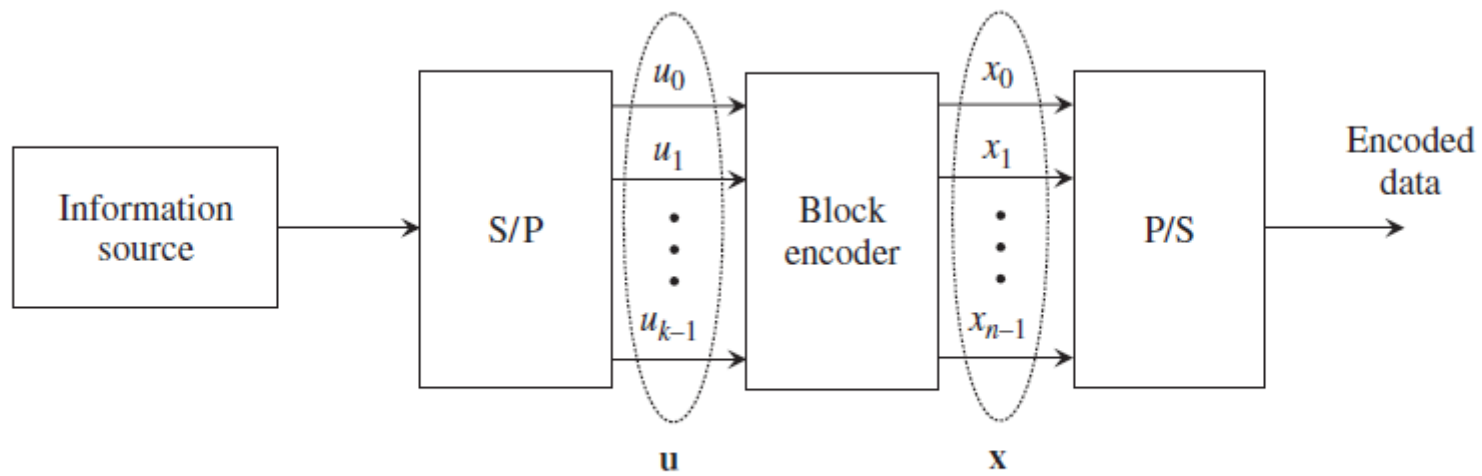 Information
source
S/P
u₀
u₁
uₖ₋₁
u
Block
encoder
x₀
x₁
xₙ₋₁
x
P/S
Encoded
data